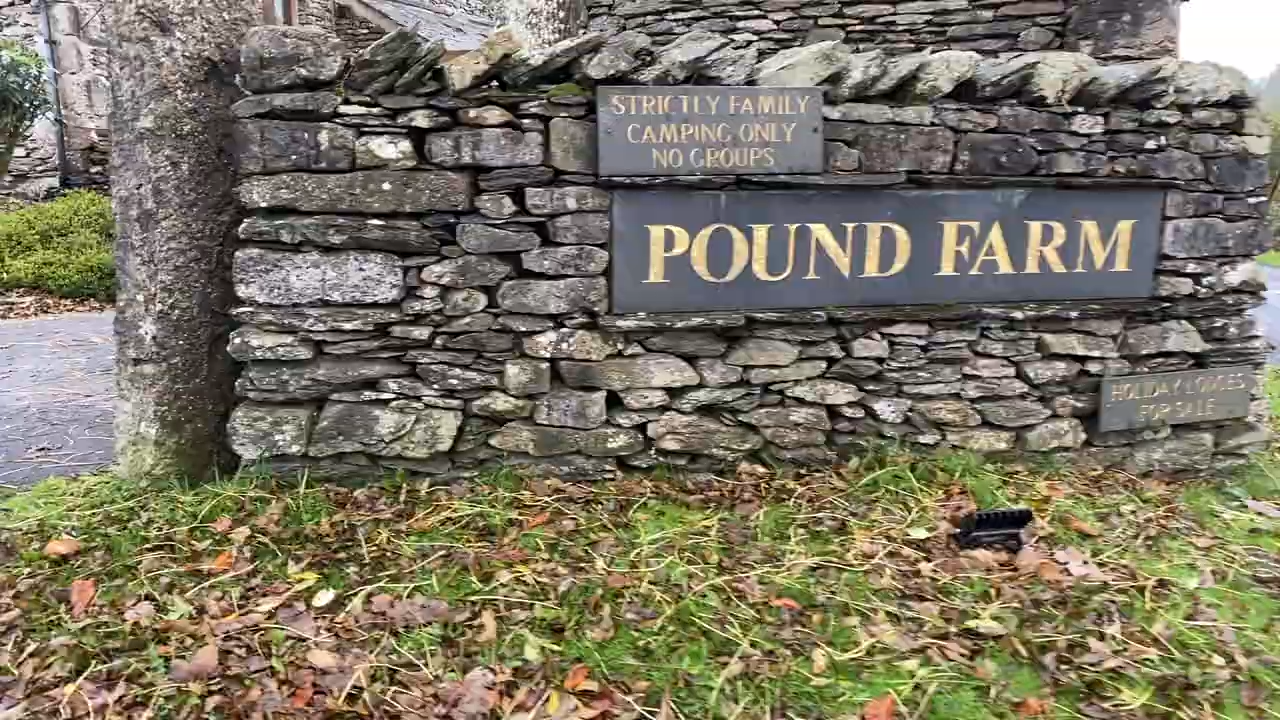 STRICTLY FAMILY
CAMPING ONLY
NO GROUPS
POUND FARM
HOLIDAY LODGES
FOR SALE